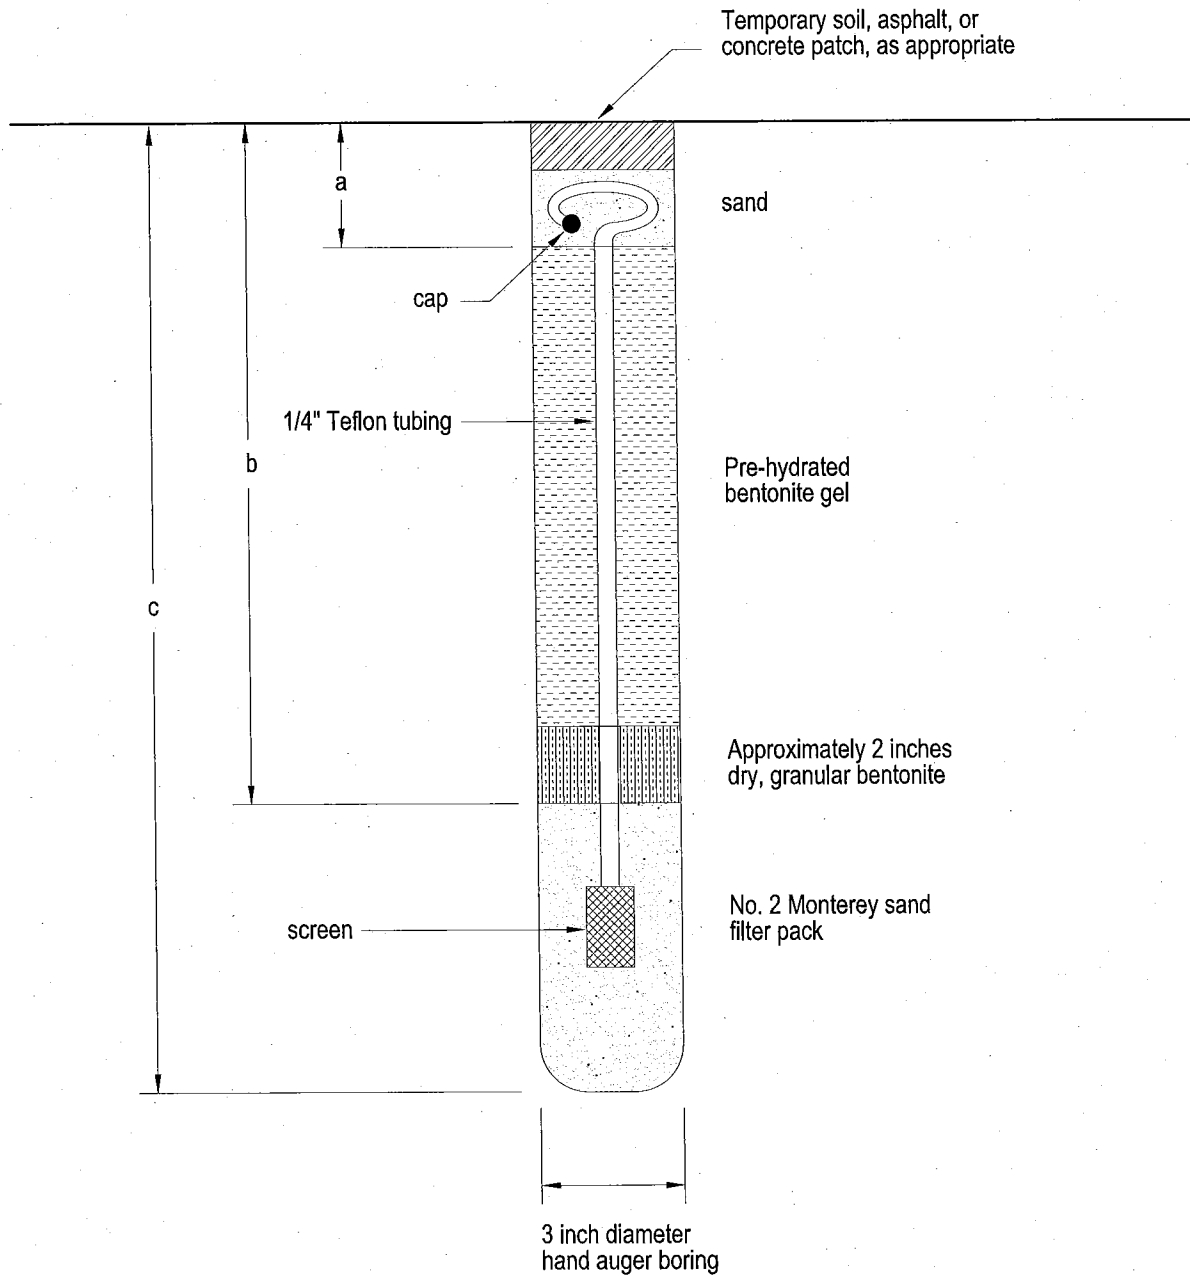 Temporary soil, asphalt, or
concrete patch, as appropriate
a
sand
cap
1/4" Teflon tubing
b
Pre-hydrated
bentonite gel
c
Approximately 2 inches
dry, granular bentonite
screen
No. 2 Monterey sand
filter pack
3 inch diameter
hand auger boring